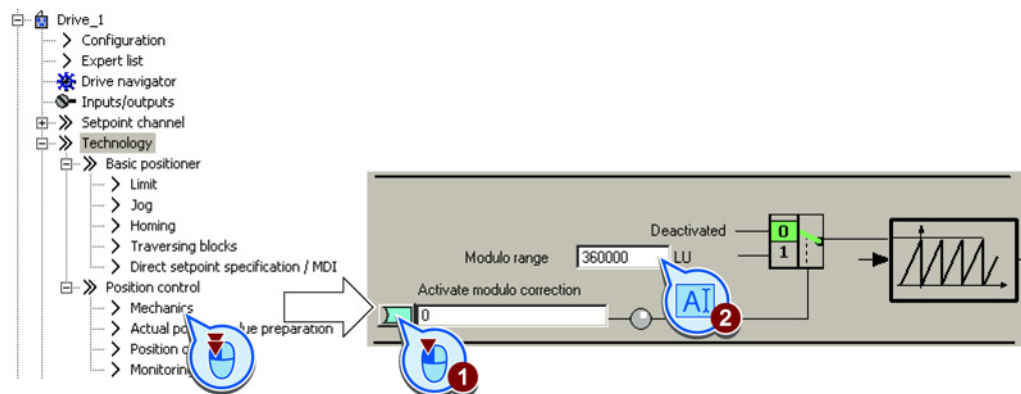 Drive_1
Configuration
Expert list
Drive navigator
Inputs/outputs
Setpoint channel
Technology
Basic positioner
Limit
Jog
Homing
Traversing blocks
Direct setpoint specification / MDI
Position control
Mechanics
Actual po lue preparation
Position
Monitoring
Deactivated
0
1
Modulo range 360000 LU
Activate modulo correction
0
AI
1
2